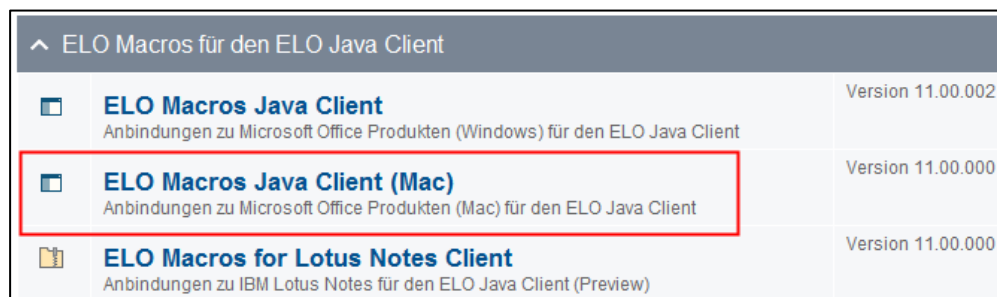 ELO Macros für den ELO Java Client
ELO Macros Java Client
Version 11.00.002
Anbindungen zu Microsoft Office Produkten (Windows) für den ELO Java Client
ELO Macros Java Client (Mac)
Version 11.00.000
Anbindungen zu Microsoft Office Produkten (Mac) für den ELO Java Client
ELO Macros for Lotus Notes Client
Version 11.00.000
Anbindungen zu IBM Lotus Notes für den ELO Java Client (Preview)